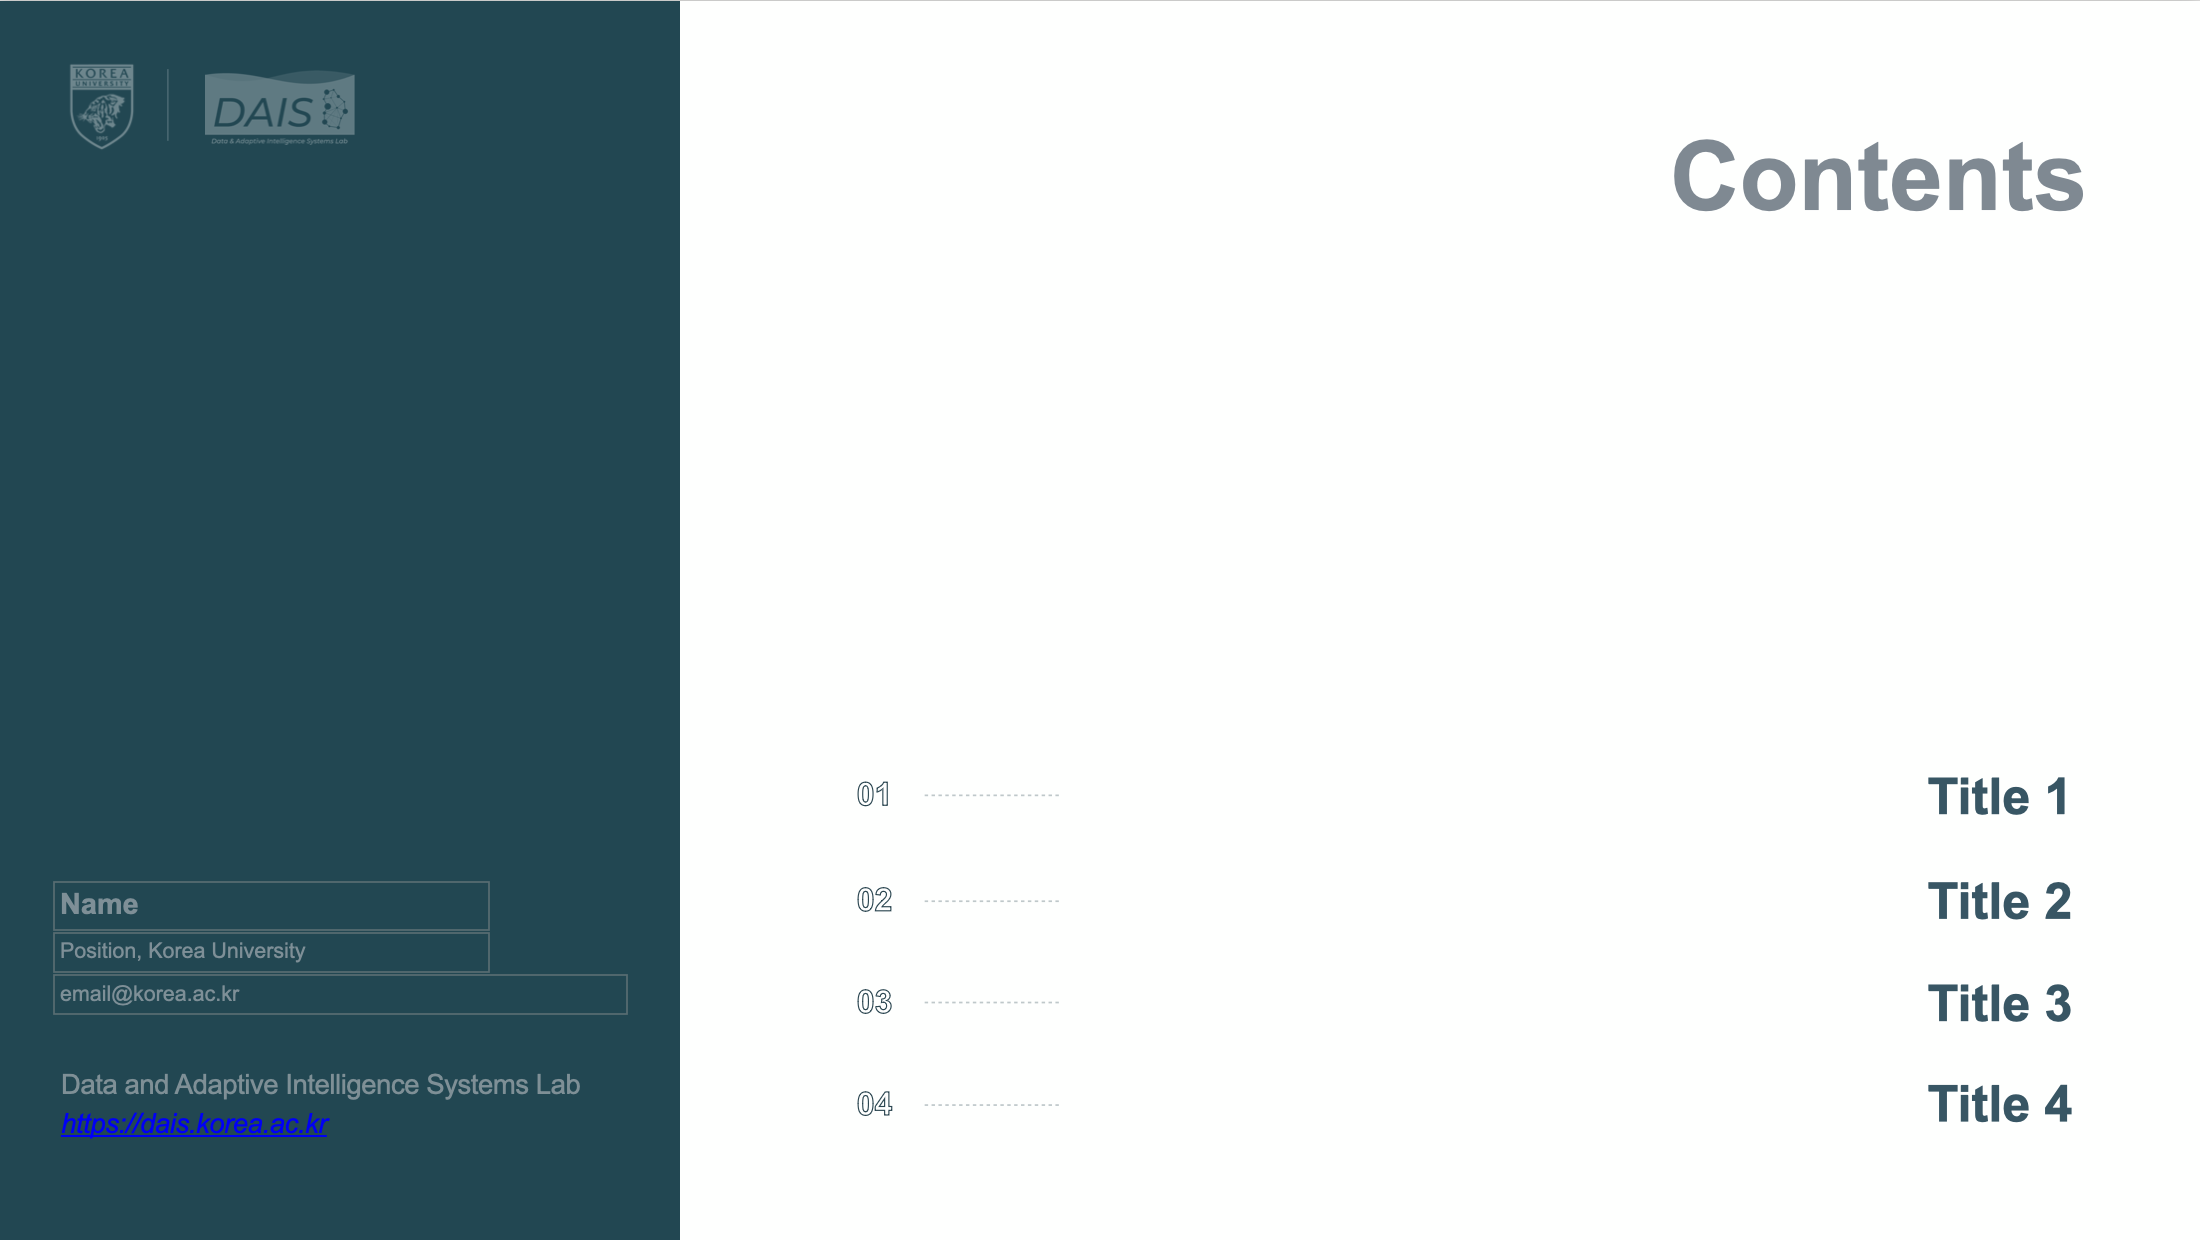 KOREA
UNIVERSITY
1905
DAIS
Data & Adaptive Intelligence Systems Lab
Contents
01 Title 1
02 Title 2
03 Title 3
04 Title 4
Name
Position, Korea University
email@korea.ac.kr
Data and Adaptive Intelligence Systems Lab
https://dais.korea.ac.kr